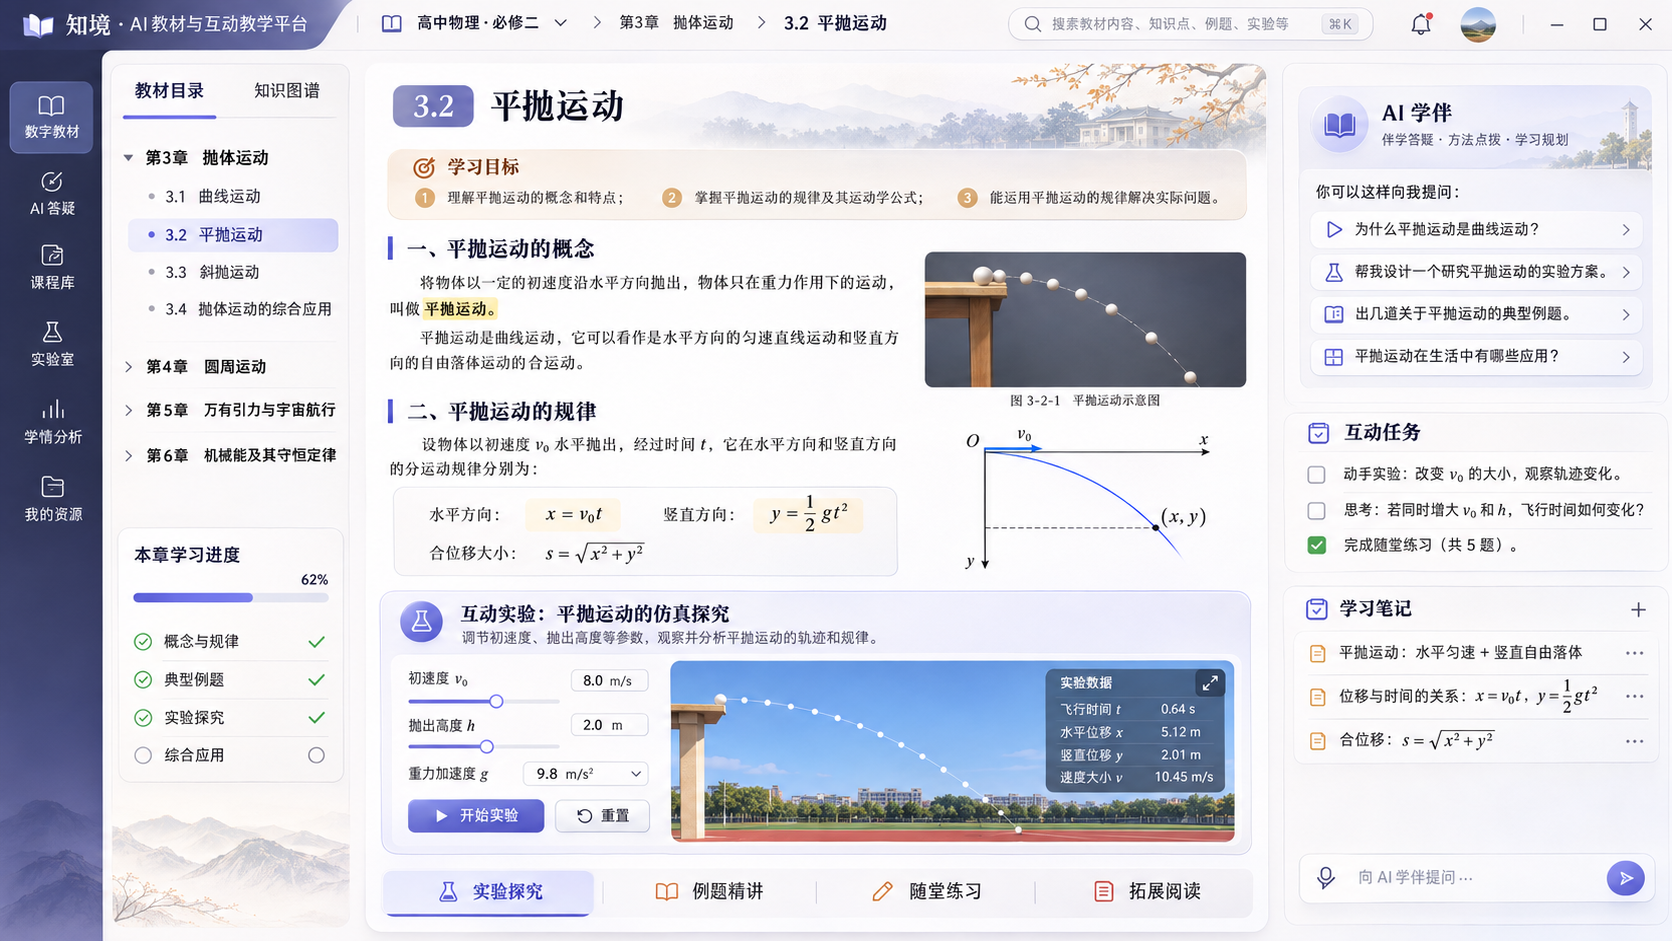 知境 · AI 教材与互动教学平台
高中物理 · 必修二
第3章 抛体运动
3.2 平抛运动
搜索教材内容、知识点、例题、实验等
⌘K
数字教材
AI 答疑
课程库
实验室
学情分析
我的资源
教材目录
知识图谱
第3章 抛体运动
3.1 曲线运动
3.2 平抛运动
3.3 斜抛运动
3.4 抛体运动的综合应用
第4章 圆周运动
第5章 万有引力与宇宙航行
第6章 机械能及其守恒定律
本章学习进度
62%
概念与规律
典型例题
实验探究
综合应用
3.2 平抛运动
学习目标
1 理解平抛运动的概念和特点；
2 掌握平抛运动的规律及其运动学公式；
3 能运用平抛运动的规律解决实际问题。
一、平抛运动的概念
将物体以一定的初速度沿水平方向抛出，物体只在重力作用下的运动，
叫做 平抛运动。
平抛运动是曲线运动，它可以看作是水平方向的匀速直线运动和竖直方
向的自由落体运动的合运动。
图 3-2-1 平抛运动示意图
二、平抛运动的规律
设物体以初速度 v₀ 水平抛出，经过时间 t，它在水平方向和竖直方向
的分运动规律分别为：
水平方向： x = v₀t 竖直方向： y = 1/2 gt²
合位移大小： s = √(x² + y²)
O
v₀
x
(x, y)
y
互动实验：平抛运动的仿真探究
调节初速度、抛出高度等参数，观察并分析平抛运动的轨迹和规律。
初速度 v₀ 8.0 m/s
抛出高度 h 2.0 m
重力加速度 g 9.8 m/s²
开始实验
重置
实验数据
飞行时间 t 0.64 s
水平位移 x 5.12 m
竖直位移 y 2.01 m
速度大小 v 10.45 m/s
实验探究
例题精讲
随堂练习
拓展阅读
AI 学伴
伴学答疑 · 方法点拨 · 学习规划
你可以这样向我提问：
为什么平抛运动是曲线运动？
帮我设计一个研究平抛运动的实验方案。
出几道关于平抛运动的典型例题。
平抛运动在生活中有哪些应用？
互动任务
动手实验：改变 v₀ 的大小，观察轨迹变化。
思考：若同时增大 v₀ 和 h，飞行时间如何变化？
完成随堂练习（共 5 题）。
学习笔记
平抛运动：水平匀速 + 竖直自由落体
位移与时间的关系：x = v₀t，y = 1/2 gt²
合位移：s = √(x² + y²)
向 AI 学伴提问 ···